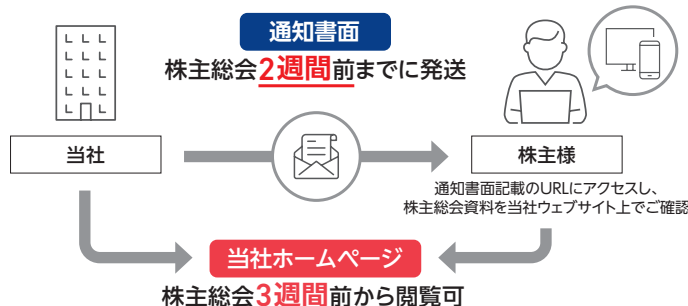 通知書面
株主総会2週間前までに発送
当社
株主様
通知書面記載のURLにアクセスし、
株主総会資料を当社ウェブサイト上でご確認
当社ホームページ
株主総会3週間前から閲覧可